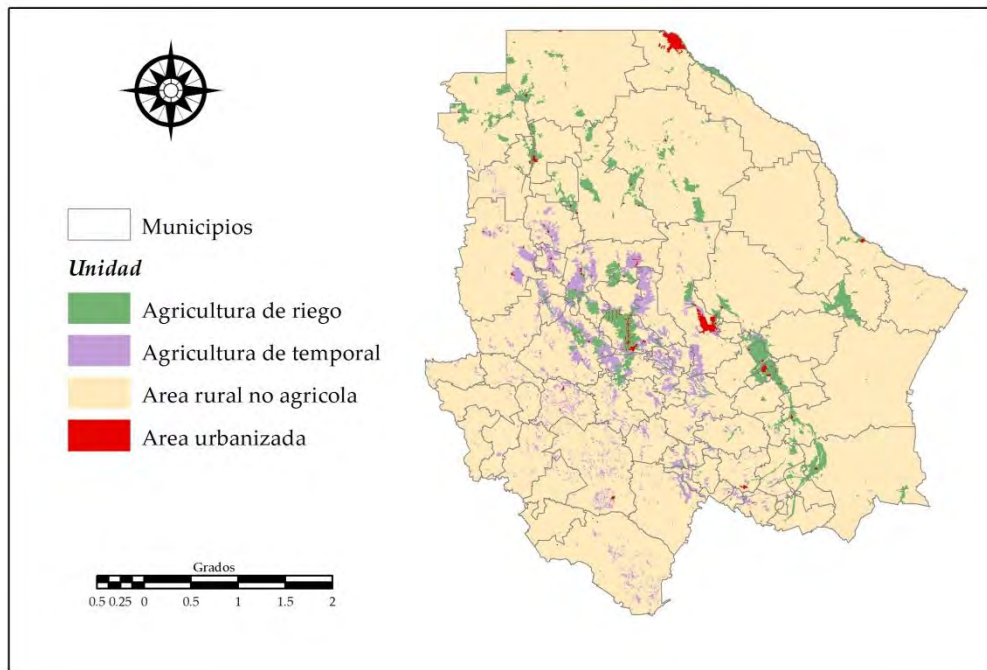 Municipios
Unidad
Agricultura de riego
Agricultura de temporal
Area rural no agricola
Area urbanizada
Grados
0.5 0.25 0 0.5 1 1.5 2